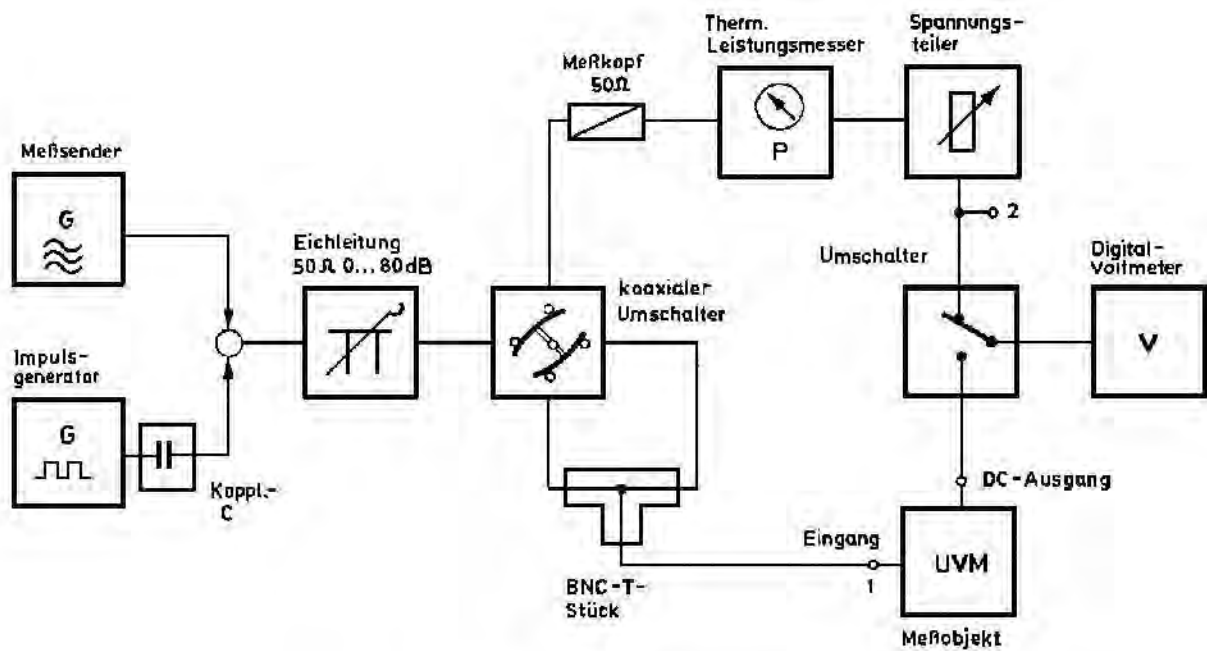 Therm.
Leistungsmesser
Spannungs-
teiler
Meßkopf
50Ω
P
Meßsender
G
Eichleitung
50Ω 0...80dB
koaxialer
Umschalter
2
Umschalter
Digital-
Voltmeter
V
Impuls-
generator
G
Koppl.-
C
DC-Ausgang
Eingang
1
UVM
BNC-T-
Stück
Meßobjekt